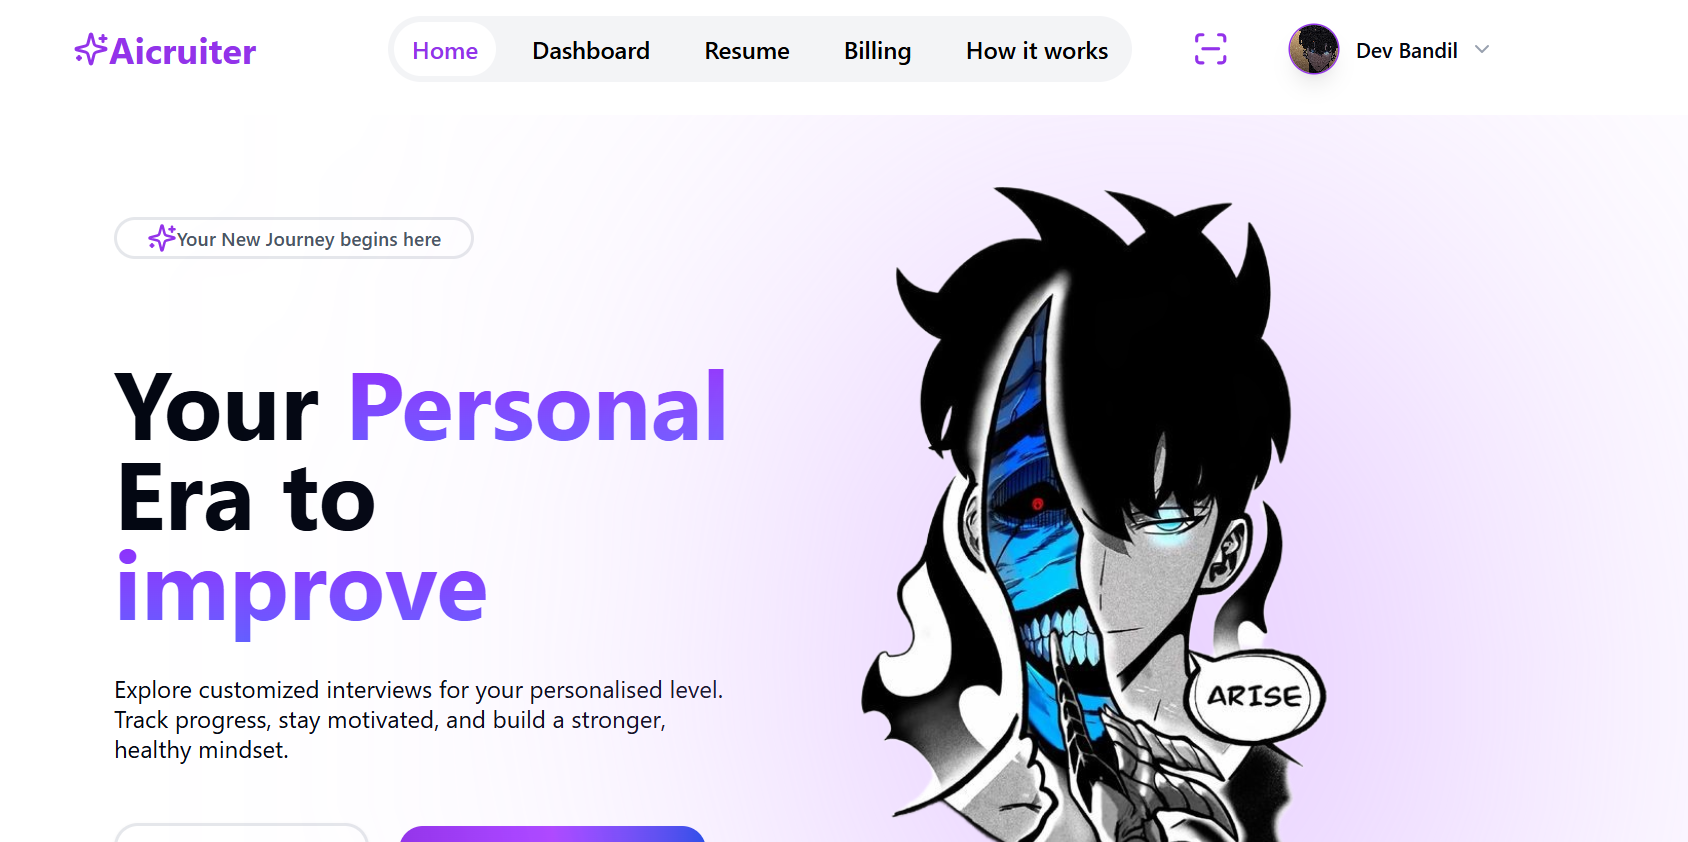 Aicruiter
Home Dashboard Resume Billing How it works
Dev Bandil
Your New Journey begins here
Your Personal
Era to
improve
Explore customized interviews for your personalised level.
Track progress, stay motivated, and build a stronger,
healthy mindset.
ARISE